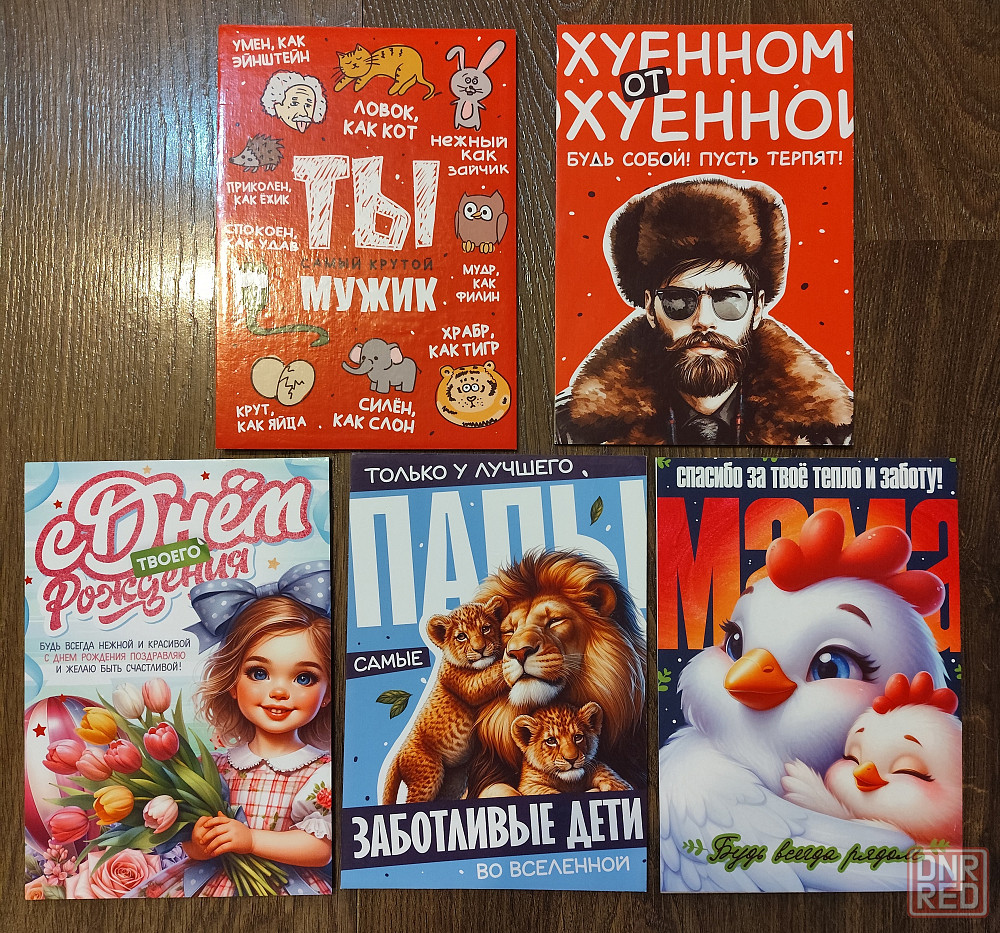 УМЕН, КАК
ЭЙНШТЕЙН
ЛОВОК,
КАК КОТ
НЕЖНЫЙ
КАК
ЗАЙЧИК
ПРИКОЛЕН,
КАК ЁЖИК
ТЫ
СПОКОЕН,
КАК УДАВ
САМЫЙ КРУТОЙ
МУЖИК
МУДР,
КАК
ФИЛИН
ХРАБР,
КАК ТИГР
КРУТ,
КАК ЯЙЦА
СИЛЁН,
КАК СЛОН
ХУЕННОМ
ОТ
ХУЕННОЙ
БУДЬ СОБОЙ! ПУСТЬ ТЕРПЯТ!
с Днём
ТВОЕГО
Рождения
БУДЬ ВСЕГДА НЕЖНОЙ И КРАСИВОЙ
С ДНЕМ РОЖДЕНИЯ ПОЗДРАВЛЯЮ
И ЖЕЛАЮ БЫТЬ СЧАСТЛИВОЙ!
ТОЛЬКО У ЛУЧШЕГО
ПАПЫ
САМЫЕ
ЗАБОТЛИВЫЕ ДЕТИ
ВО ВСЕЛЕННОЙ
СПАСИБО ЗА ТВОЁ ТЕПЛО И ЗАБОТУ!
Мама
Будь всегда рядом
DNR
RED